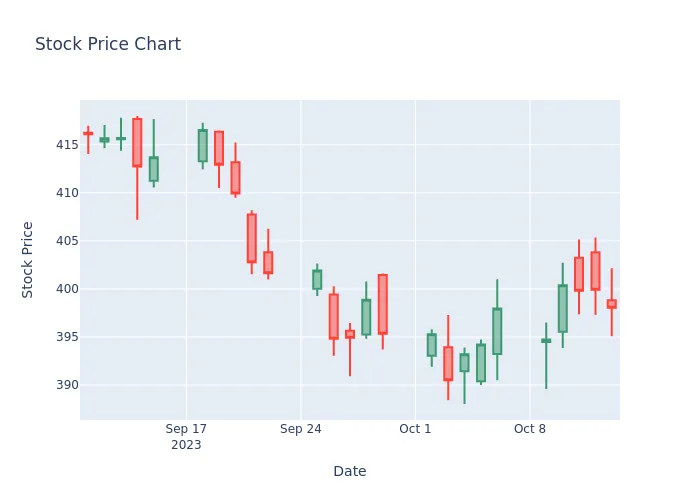 Stock Price Chart
415
410
405
400
395
390
Stock Price
Sep 17
2023
Sep 24
Oct 1
Oct 8
Date